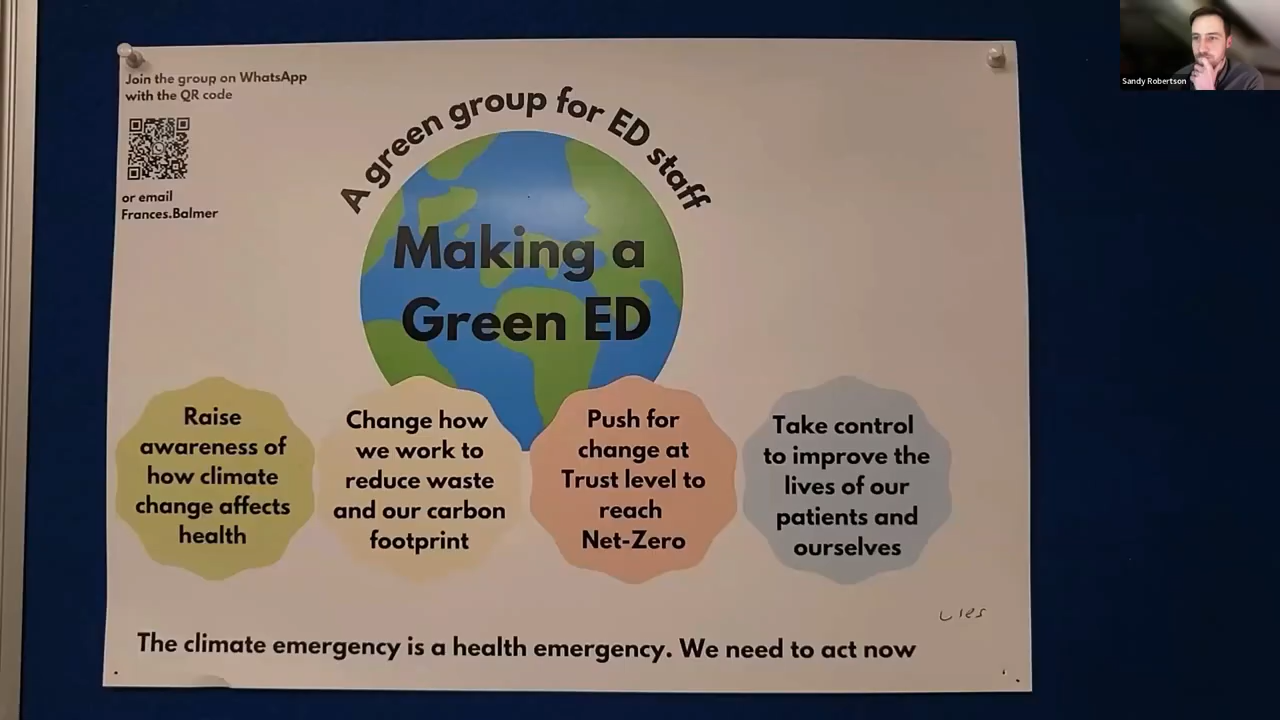 Join the group on WhatsApp
with the QR code
or email
Frances.Balmer
A green group for ED staff
Making a
Green ED
Raise
awareness of
how climate
change affects
health
Change how
we work to
reduce waste
and our carbon
footprint
Push for
change at
Trust level to
reach
Net-Zero
Take control
to improve the
lives of our
patients and
ourselves
Lies
The climate emergency is a health emergency. We need to act now
Sandy Robertson